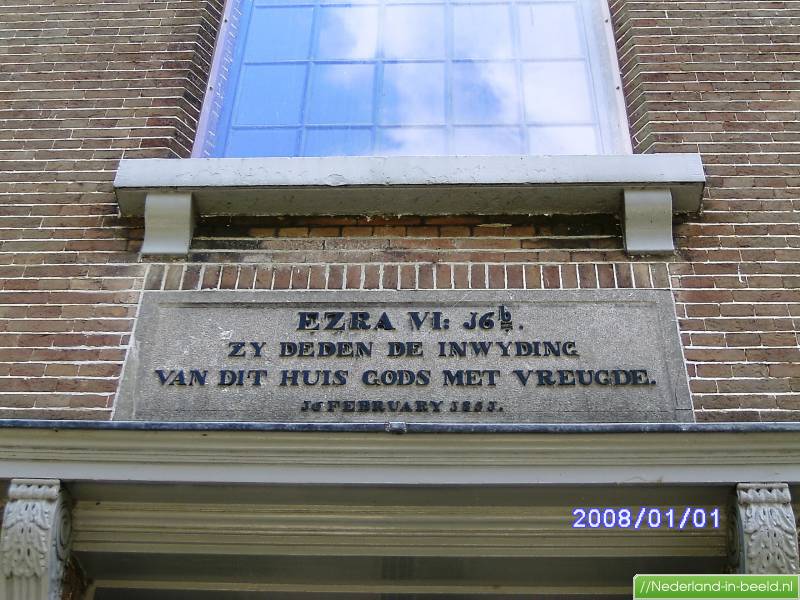 EZRA VI: 16b.
ZY DEDEN DE INWYDING
VAN DIT HUIS GODS MET VREUGDE.
16 FEBRUARY 1851.
2008/01/01
//Nederland-in-beeld.nl